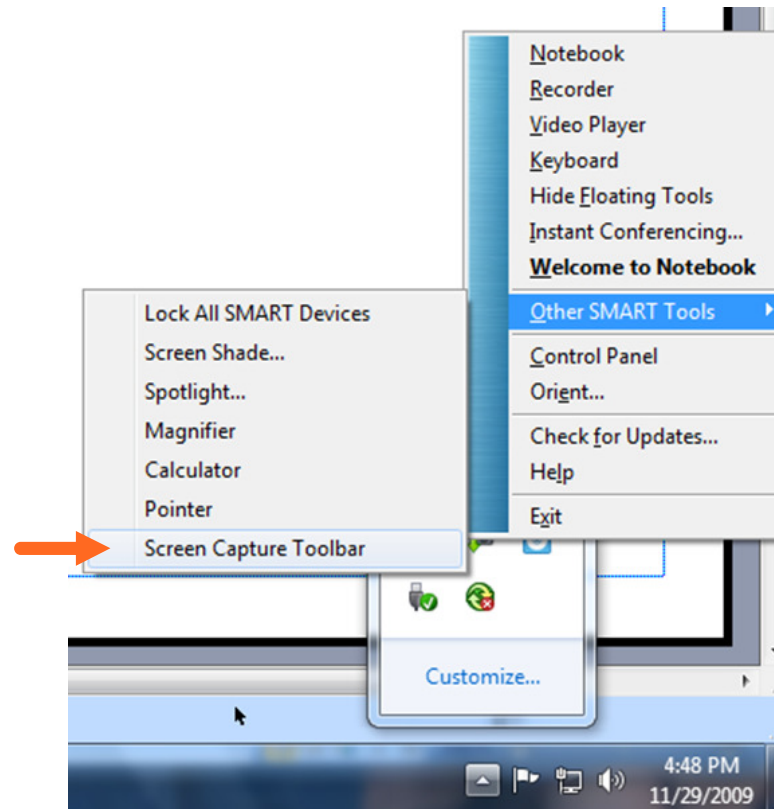 Notebook
Recorder
Video Player
Keyboard
Hide Floating Tools
Instant Conferencing...
Welcome to Notebook
Other SMART Tools
Control Panel
Orient...
Check for Updates...
Help
Exit
Lock All SMART Devices
Screen Shade...
Spotlight...
Magnifier
Calculator
Pointer
Screen Capture Toolbar
Customize...
4:48 PM
11/29/2009